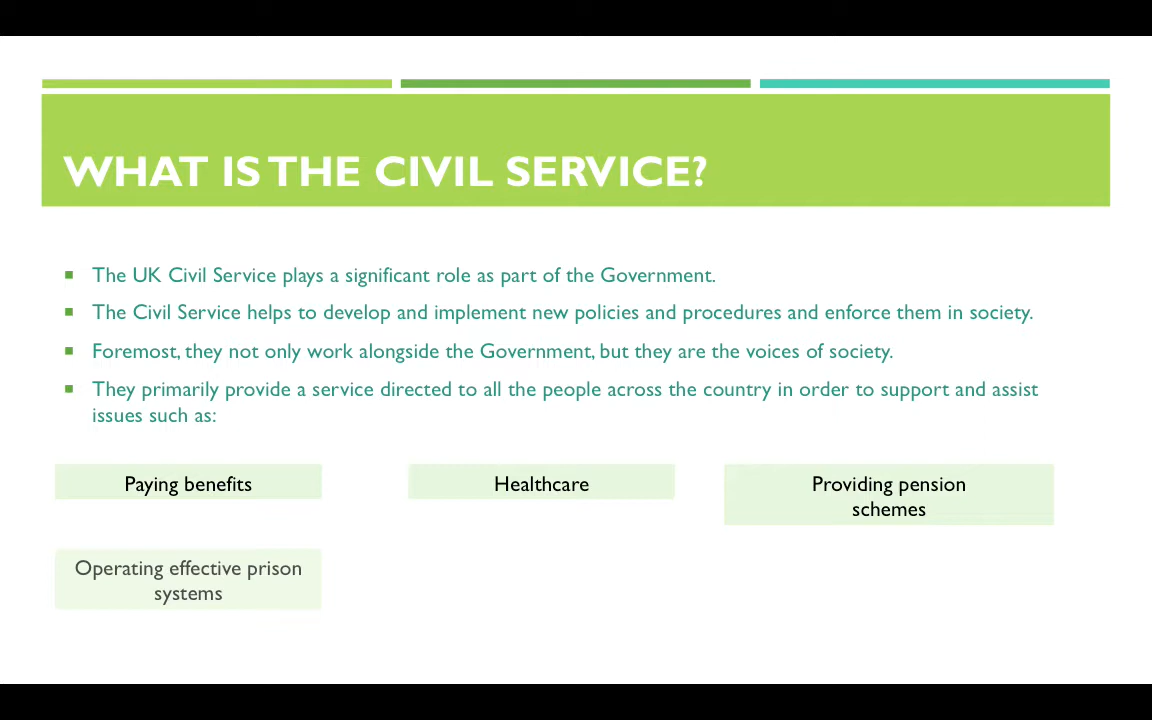 WHAT IS THE CIVIL SERVICE?
The UK Civil Service plays a significant role as part of the Government.
The Civil Service helps to develop and implement new policies and procedures and enforce them in society.
Foremost, they not only work alongside the Government, but they are the voices of society.
They primarily provide a service directed to all the people across the country in order to support and assist
issues such as:
Paying benefits
Healthcare
Providing pension
schemes
Operating effective prison
systems